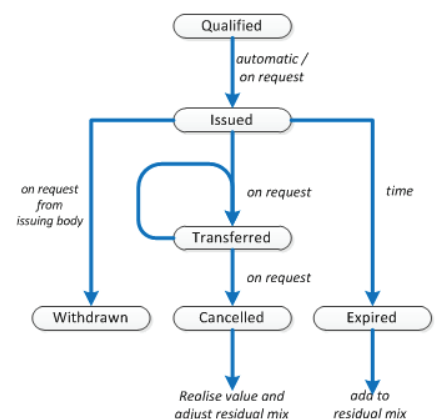 Qualified
automatic /
on request
Issued
on request
from
issuing body
on request
time
Transferred
on request
Withdrawn
Cancelled
Expired
Realise value and
adjust residual mix
add to
residual mix